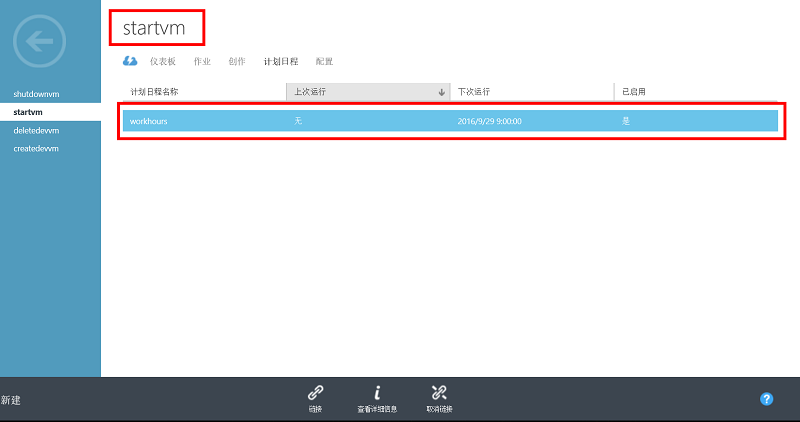 startvm
仪表板 作业 创作 计划日程 配置
shutdownvm
startvm
deletedevvm
createdevvm
计划日程名称 上次运行 下次运行 已启用
workhours 无 2016/9/29 9:00:00 是
新建
链接 查看详细信息 取消链接
?